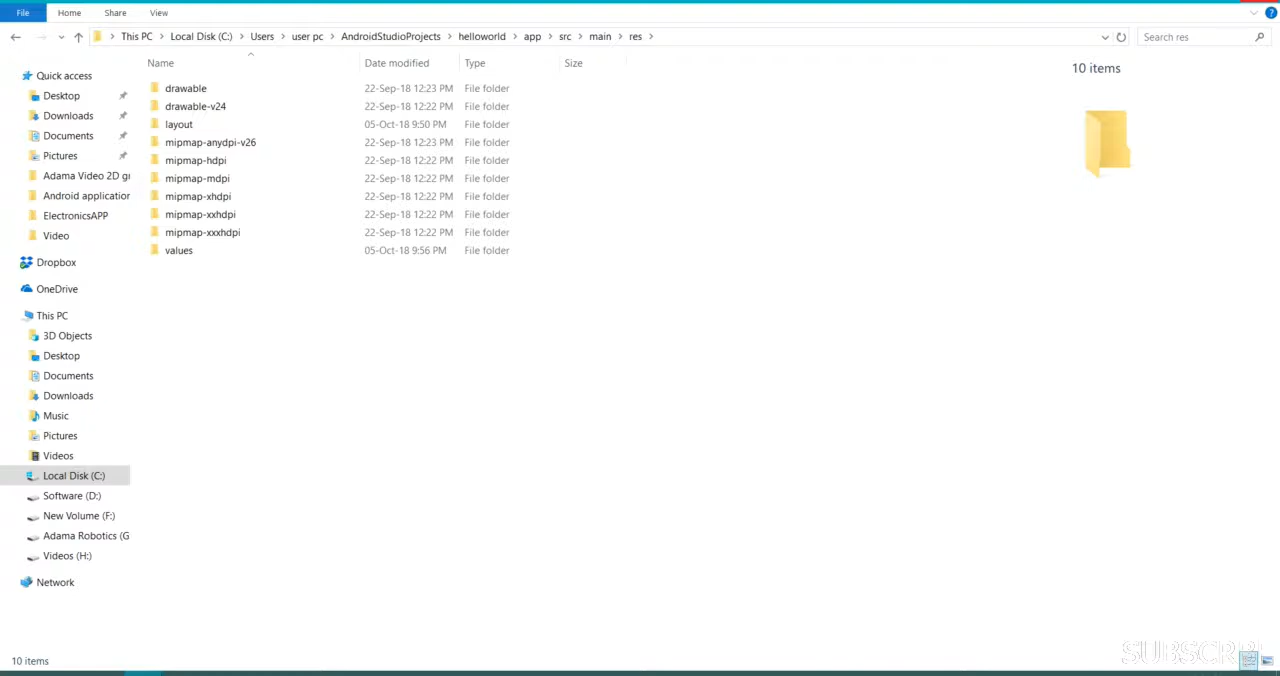 File Home Share View
This PC > Local Disk (C:) > Users > user pc > AndroidStudioProjects > helloworld > app > src > main > res >
Search res
Name Date modified Type Size
drawable 22-Sep-18 12:23 PM File folder
drawable-v24 22-Sep-18 12:22 PM File folder
layout 05-Oct-18 9:50 PM File folder
mipmap-anydpi-v26 22-Sep-18 12:23 PM File folder
mipmap-hdpi 22-Sep-18 12:22 PM File folder
mipmap-mdpi 22-Sep-18 12:22 PM File folder
mipmap-xhdpi 22-Sep-18 12:22 PM File folder
mipmap-xxhdpi 22-Sep-18 12:22 PM File folder
mipmap-xxxhdpi 22-Sep-18 12:22 PM File folder
values 05-Oct-18 9:56 PM File folder
Quick access
Desktop
Downloads
Documents
Pictures
Adama Video 2D gr
Android application
ElectronicsAPP
Video
Dropbox
OneDrive
This PC
3D Objects
Desktop
Documents
Downloads
Music
Pictures
Videos
Local Disk (C:)
Software (D:)
New Volume (F:)
Adama Robotics (G
Videos (H:)
Network
10 items
10 items